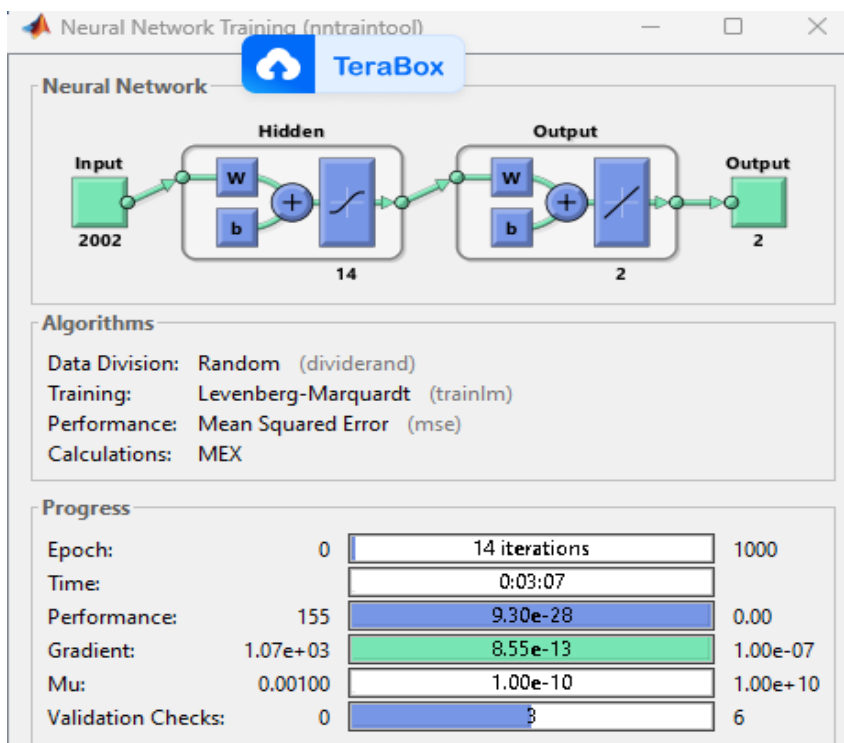 Neural Network Training (nntraintool)
TeraBox
Neural Network
Hidden
Output
Input
W
b
+
W
b
+
Output
2002
14
2
2
Algorithms
Data Division: Random (dividerand)
Training: Levenberg-Marquardt (trainlm)
Performance: Mean Squared Error (mse)
Calculations: MEX
Progress
Epoch: 0 14 iterations 1000
Time: 0:03:07
Performance: 155 9.30e-28 0.00
Gradient: 1.07e+03 8.55e-13 1.00e-07
Mu: 0.00100 1.00e-10 1.00e+10
Validation Checks: 0 3 6